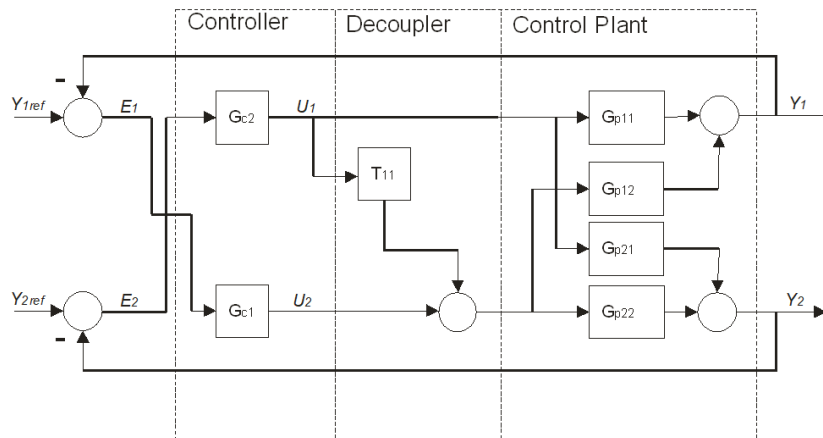 Controller Decoupler Control Plant
-
Y1ref E1 Gc2 U1 Gp11 Y1
T11 Gp12
Gp21
Y2ref E2 Gc1 U2 Gp22 Y2
-